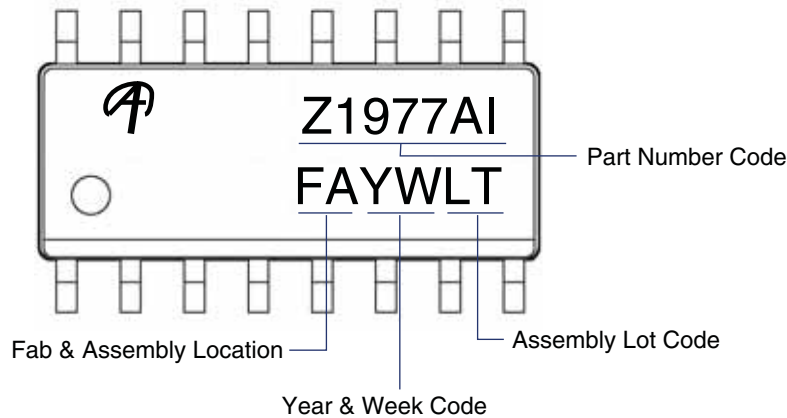 Z1977AI
Part Number Code
FAYWLT
Fab & Assembly Location
Assembly Lot Code
Year & Week Code